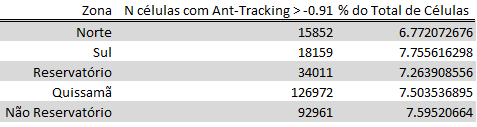 Zona N células com Ant-Tracking > -0.91 % do Total de Células
Norte 15852 6.772072676
Sul 18159 7.755616298
Reservatório 34011 7.263908556
Quissamã 126972 7.503536895
Não Reservatório 92961 7.59520664